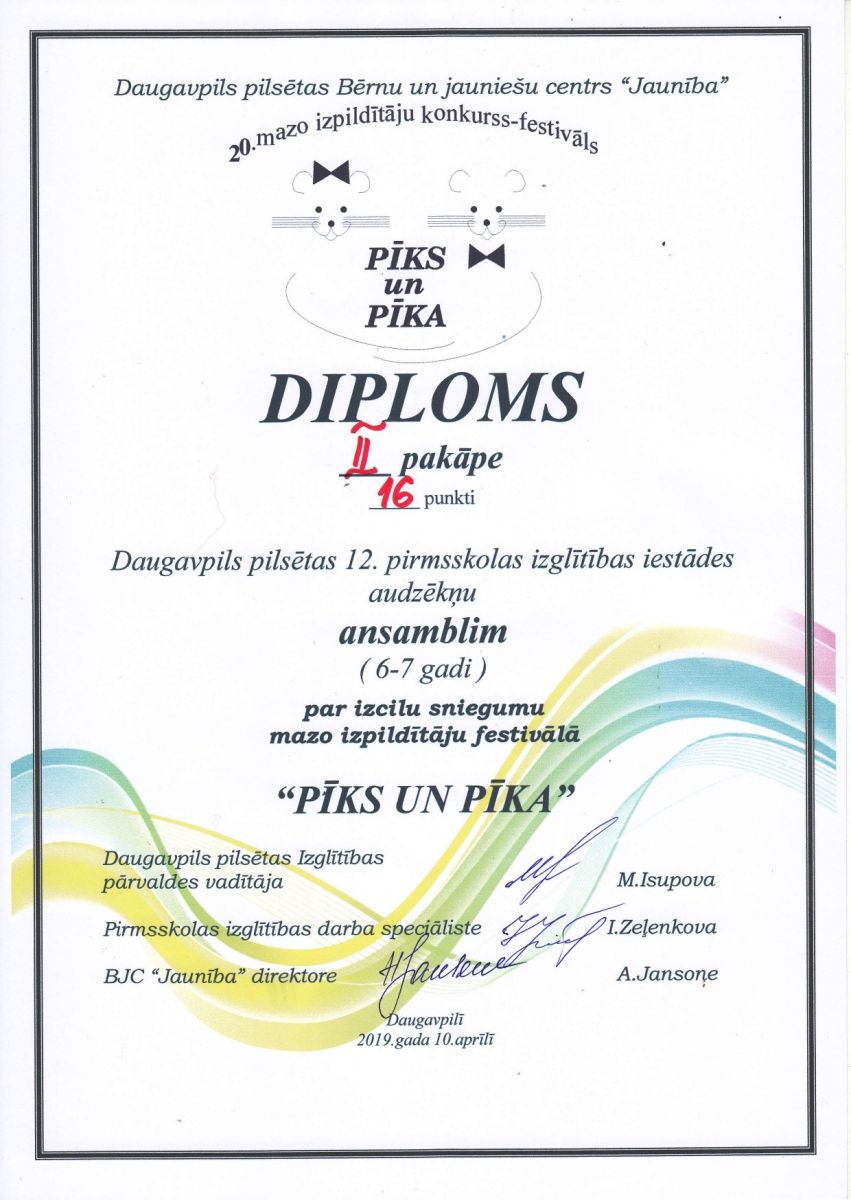 Daugavpils pilsētas Bērnu un jauniešu centrs “Jaunība”
20.mazo izpildītāju konkurss-festivāls
PĪKS
un
PĪKA
DIPLOMS
II pakāpe
16 punkti
Daugavpils pilsētas 12. pirmsskolas izglītības iestādes
audzēkņu
ansamblim
( 6-7 gadi )
par izcilu sniegumu
mazo izpildītāju festivālā
“PĪKS UN PĪKA”
Daugavpils pilsētas Izglītības
pārvaldes vadītāja M.Isupova
Pirmsskolas izglītības darba speciāliste I.Zeļenkova
BJC “Jaunība” direktore A.Jansone
Daugavpilī
2019.gada 10.aprīlī